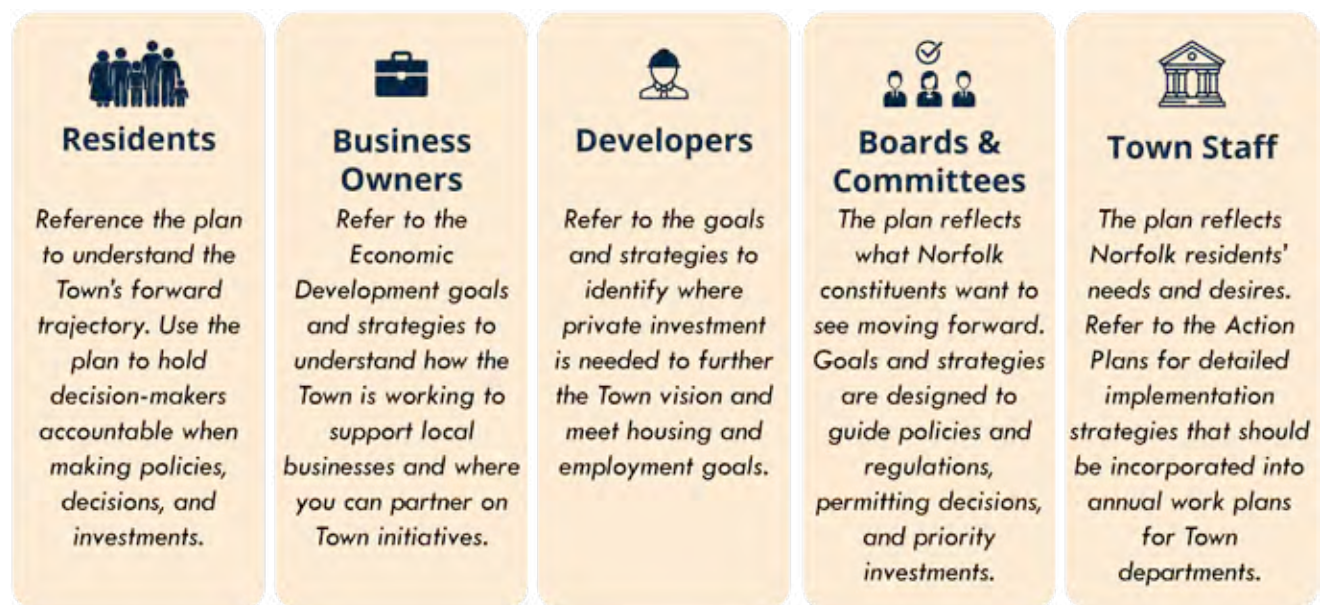 Residents
Reference the plan
to understand the
Town's forward
trajectory. Use the
plan to hold
decision-makers
accountable when
making policies,
decisions, and
investments.
Business
Owners
Refer to the
Economic
Development goals
and strategies to
understand how the
Town is working to
support local
businesses and where
you can partner on
Town initiatives.
Developers
Refer to the goals
and strategies to
identify where
private investment
is needed to further
the Town vision and
meet housing and
employment goals.
Boards &
Committees
The plan reflects
what Norfolk
constituents want to
see moving forward.
Goals and strategies
are designed to
guide policies and
regulations,
permitting decisions,
and priority
investments.
Town Staff
The plan reflects
Norfolk residents'
needs and desires.
Refer to the Action
Plans for detailed
implementation
strategies that should
be incorporated into
annual work plans
for Town
departments.